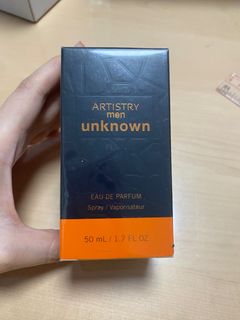 ARTISTRY
men
unknown
EAU DE PARFUM
Spray / Vaporisateur
50 mL / 1.7 FL OZ